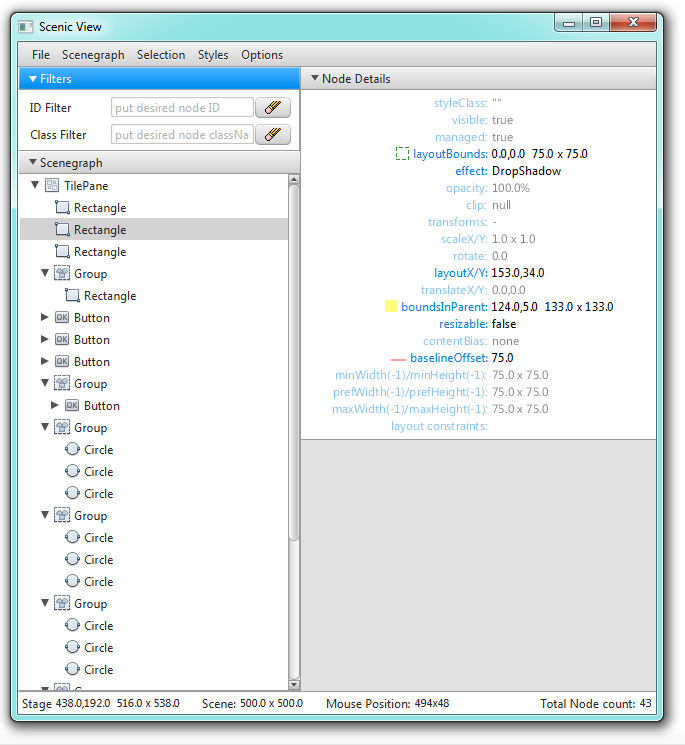 Scenic View
File Scenegraph Selection Styles Options
Filters
ID Filter put desired node ID
Class Filter put desired node classNa
Scenegraph
TilePane
Rectangle
Rectangle
Rectangle
Group
Rectangle
OK Button
OK Button
OK Button
Group
OK Button
Group
Circle
Circle
Circle
Group
Circle
Circle
Circle
Group
Circle
Circle
Circle
Node Details
styleClass: ""
visible: true
managed: true
layoutBounds: 0.0,0.0 75.0 x 75.0
effect: DropShadow
opacity: 100.0%
clip: null
transforms: -
scaleX/Y: 1.0 x 1.0
rotate: 0.0
layoutX/Y: 153.0,34.0
translateX/Y: 0.0,0.0
boundsInParent: 124.0,5.0 133.0 x 133.0
resizable: false
contentBias: none
baselineOffset: 75.0
minWidth(-1)/minHeight(-1): 75.0 x 75.0
prefWidth(-1)/prefHeight(-1): 75.0 x 75.0
maxWidth(-1)/maxHeight(-1): 75.0 x 75.0
layout constraints:
Stage 438.0,192.0 516.0 x 538.0 Scene: 500.0 x 500.0 Mouse Position: 494x48 Total Node count: 43